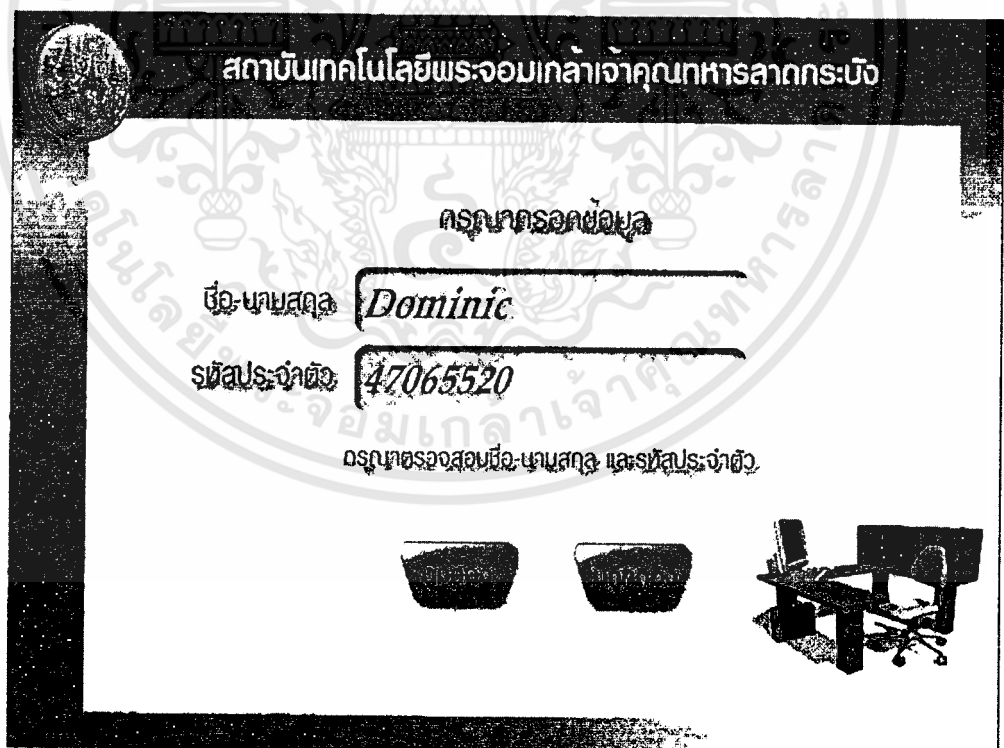 สถาบันเทคโนโลยีพระจอมเกล้าเจ้าคุณทหารลาดกระบัง
กรุณากรอกข้อมูล
ชื่อ-นามสกุล Dominic
รหัสประจำตัว 47065520
กรุณาตรวจสอบชื่อ-นามสกุล และรหัสประจำตัว